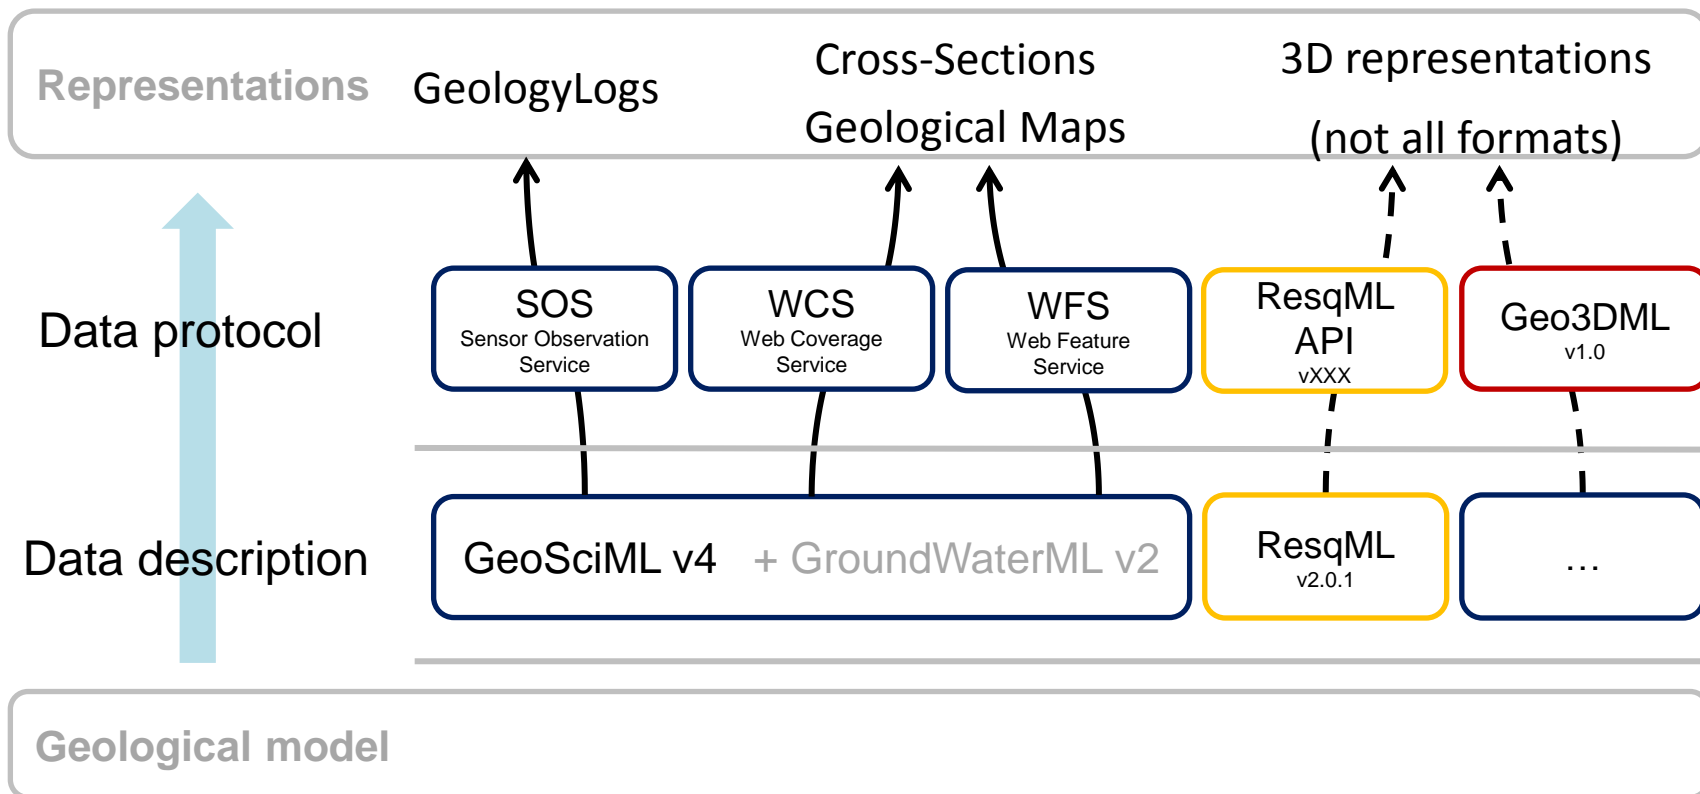 Representations
GeologyLogs
Cross-Sections
Geological Maps
3D representations
(not all formats)
Data protocol
SOS
Sensor Observation
Service
WCS
Web Coverage
Service
WFS
Web Feature
Service
ResqML
API
vXXX
Geo3DML
v1.0
Data description
GeoSciML v4 + GroundWaterML v2
ResqML
v2.0.1
...
Geological model